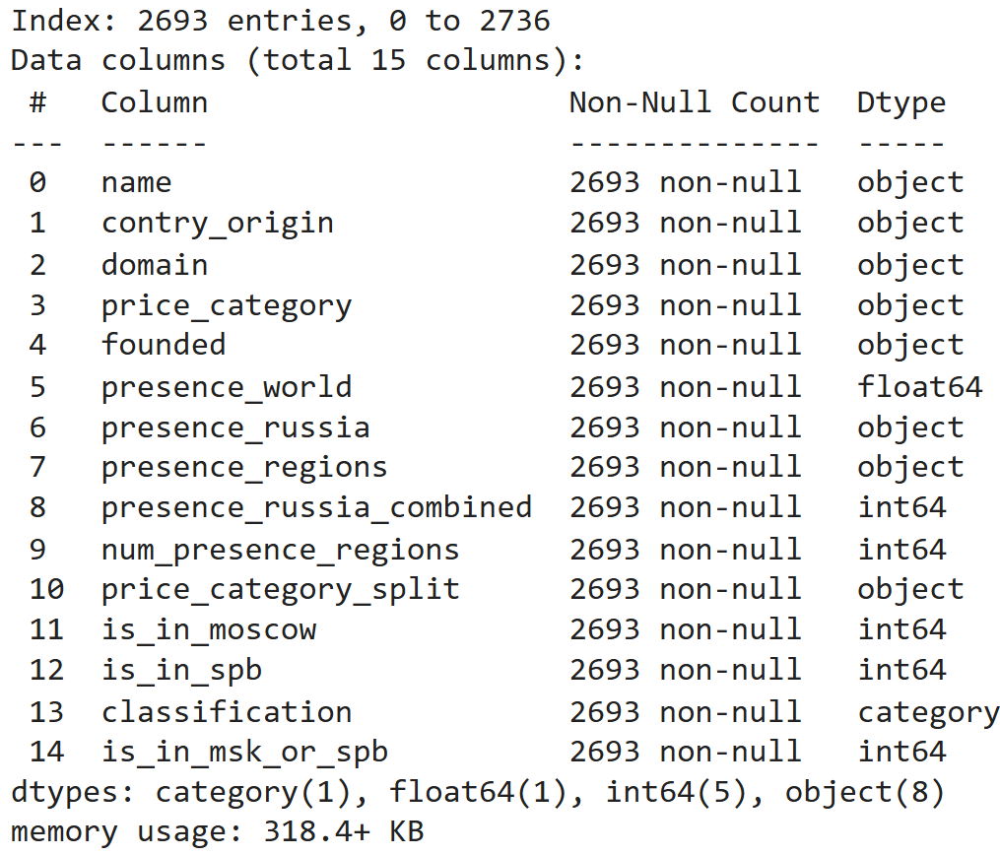 Index: 2693 entries, 0 to 2736
Data columns (total 15 columns):
 #   Column                   Non-Null Count  Dtype
---  ------                   --------------  -----
 0   name                     2693 non-null   object
 1   contry_origin            2693 non-null   object
 2   domain                   2693 non-null   object
 3   price_category           2693 non-null   object
 4   founded                  2693 non-null   object
 5   presence_world           2693 non-null   float64
 6   presence_russia          2693 non-null   object
 7   presence_regions         2693 non-null   object
 8   presence_russia_combined  2693 non-null   int64
 9   num_presence_regions     2693 non-null   int64
 10  price_category_split     2693 non-null   object
 11  is_in_moscow             2693 non-null   int64
 12  is_in_spb                2693 non-null   int64
 13  classification           2693 non-null   category
 14  is_in_msk_or_spb         2693 non-null   int64
dtypes: category(1), float64(1), int64(5), object(8)
memory usage: 318.4+ KB